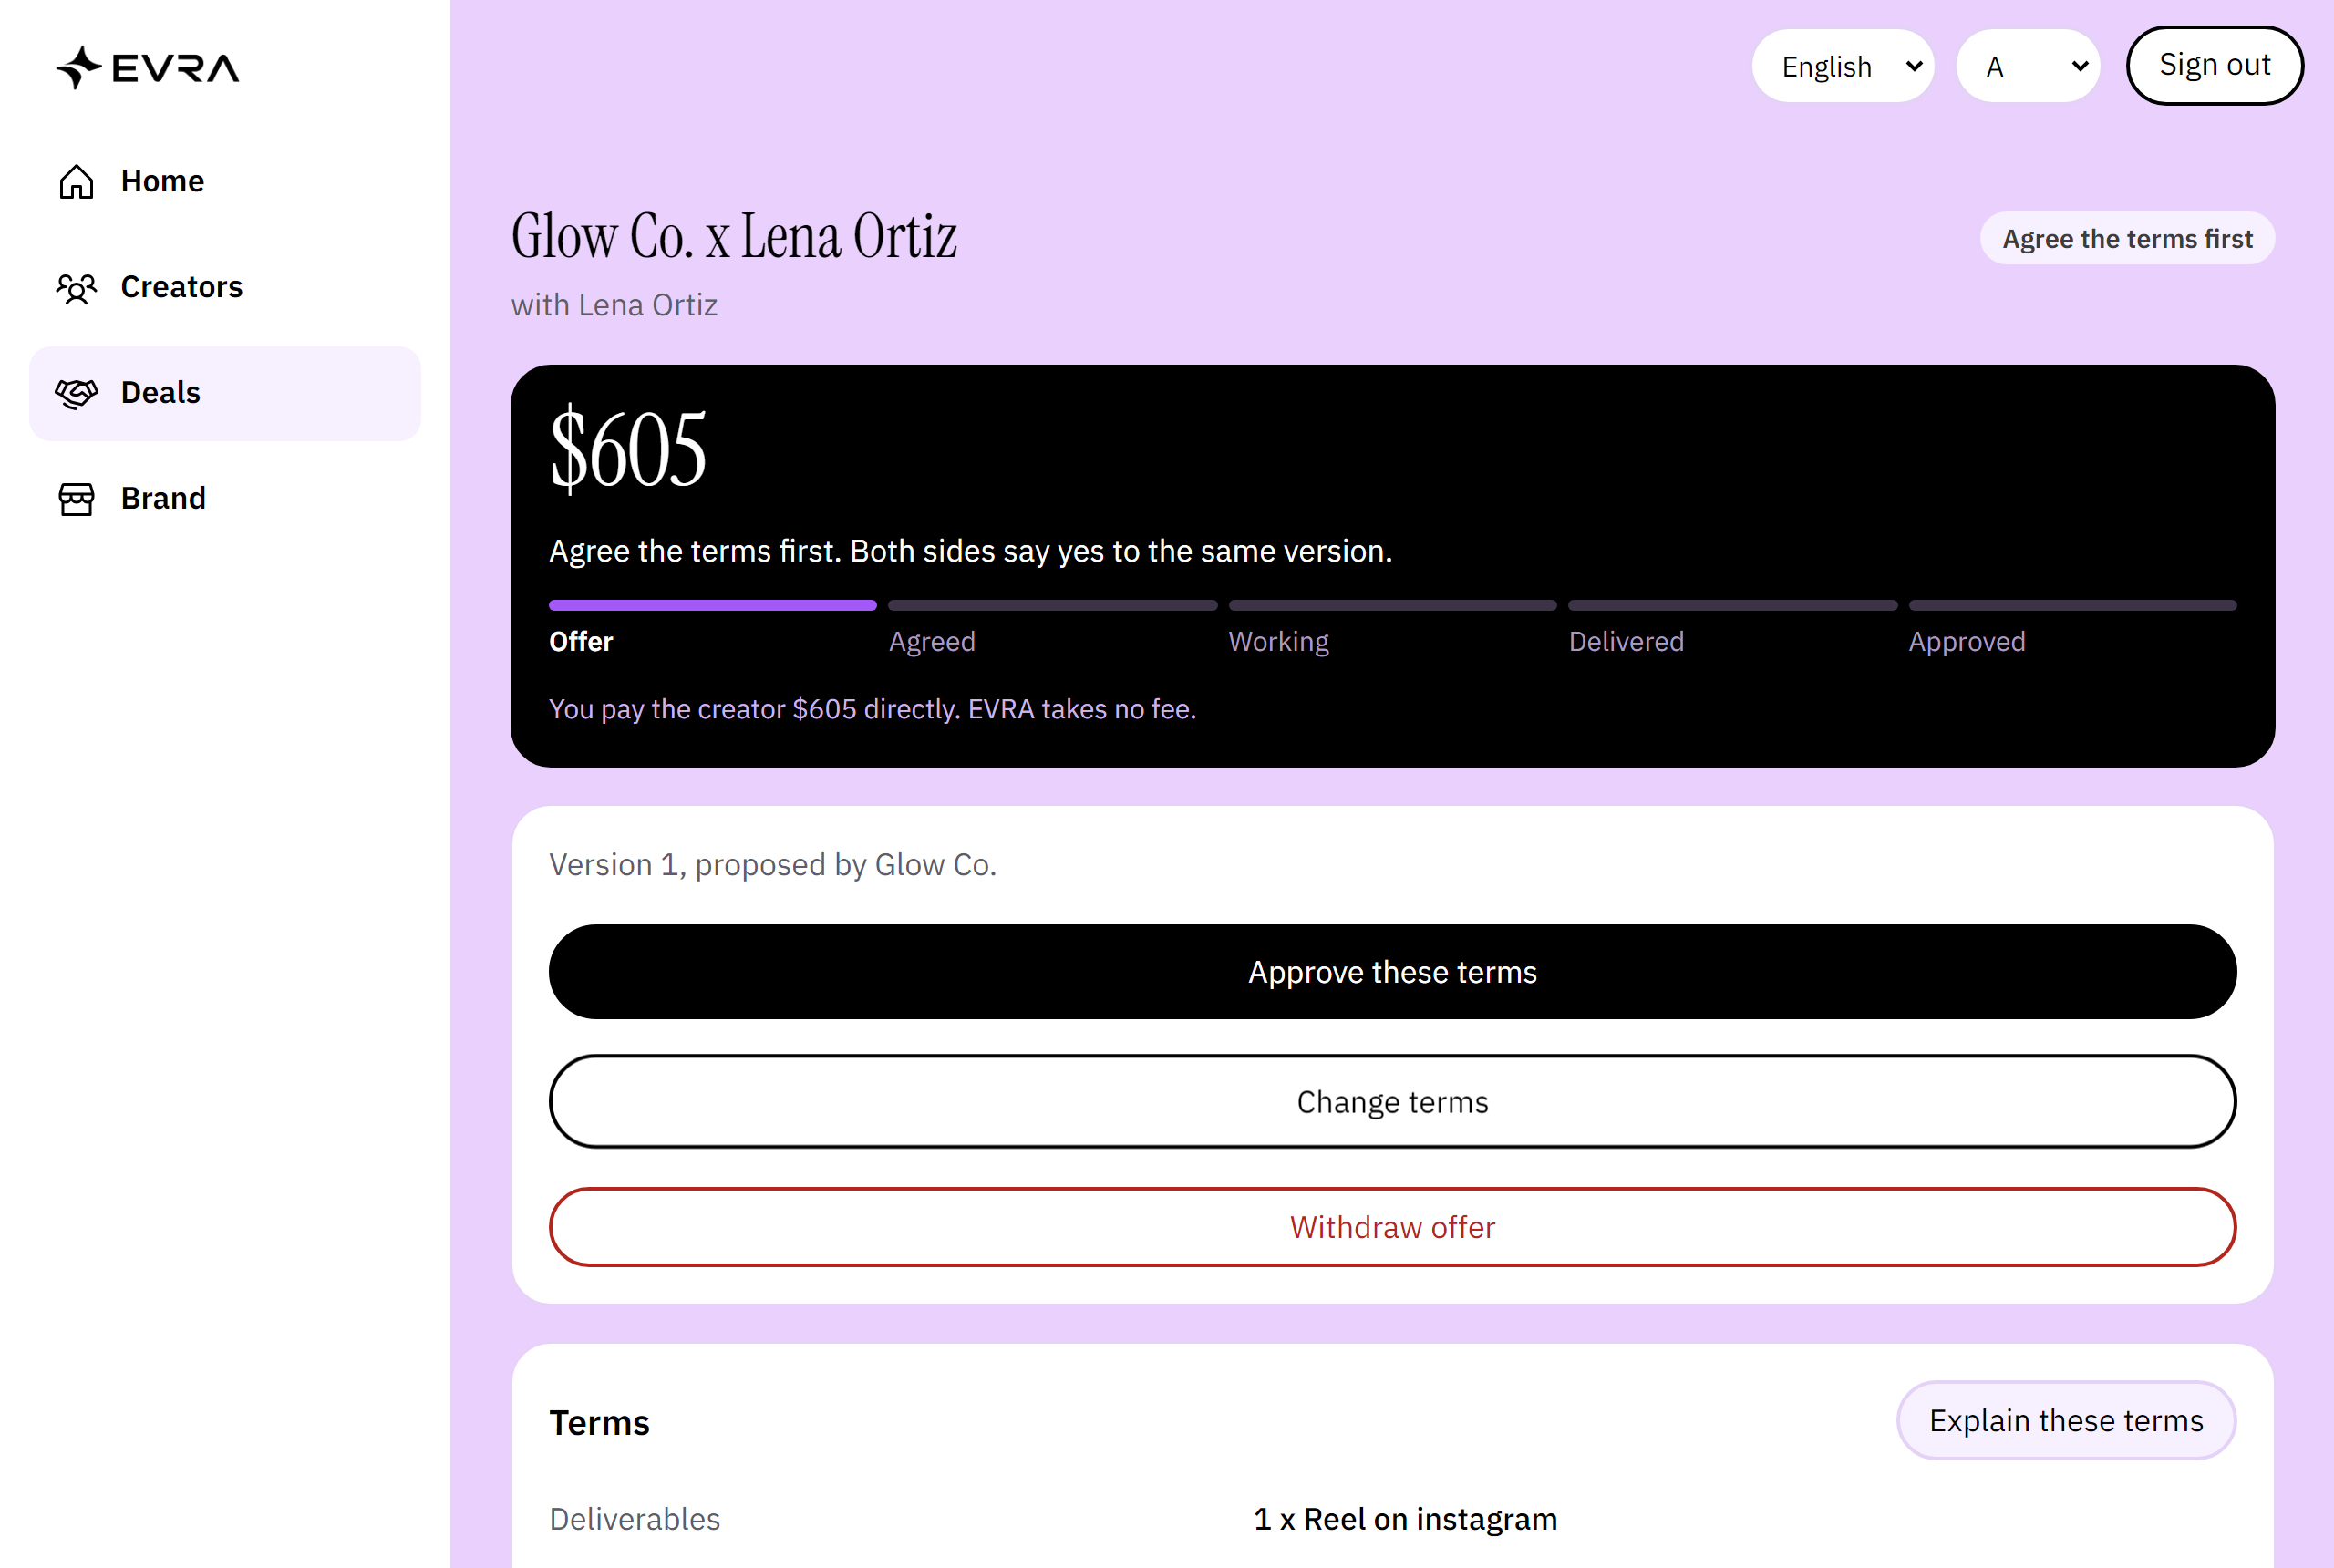 EVRA
English
A
Sign out
Home
Creators
Deals
Brand
Glow Co. x Lena Ortiz
Agree the terms first
with Lena Ortiz
$605
Agree the terms first. Both sides say yes to the same version.
Offer
Agreed
Working
Delivered
Approved
You pay the creator $605 directly. EVRA takes no fee.
Version 1, proposed by Glow Co.
Approve these terms
Change terms
Withdraw offer
Terms
Explain these terms
Deliverables
1 x Reel on instagram